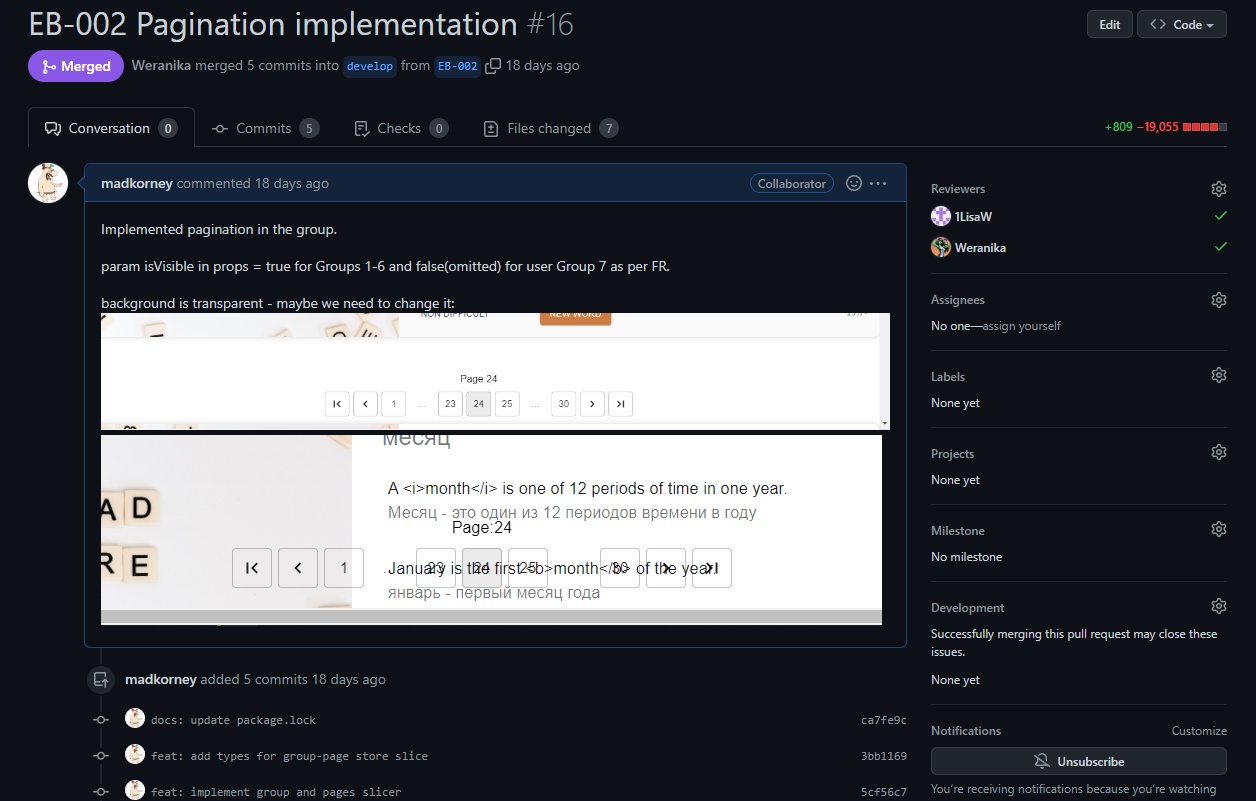 EB-002 Pagination implementation #16
Edit
Code
Merged
Weranika merged 5 commits into develop from EB-002 18 days ago
Conversation 0
Commits 5
Checks 0
Files changed 7
+809 −19,055
madkorney commented 18 days ago
Collaborator
Implemented pagination in the group.
param isVisible in props = true for Groups 1-6 and false(omitted) for user Group 7 as per FR.
background is transparent - maybe we need to change it:
NON DIFFICULT
NEW WORD
Page:24
1 ... 23 24 25 ... 30
A D
R E
Месяц
A <i>month</i> is one of 12 periods of time in one year.
Месяц - это один из 12 периодов времени в году
Page:24
1 23 24 25 30
January is the first <b>month</b> of the year.
январь - первый месяц года
madkorney added 5 commits 18 days ago
docs: update package.lock
ca7fe9c
feat: add types for group-page store slice
3bb1169
feat: implement group and pages slicer
5cf56c7
Reviewers
1LisaW
Weranika
Assignees
No one—assign yourself
Labels
None yet
Projects
None yet
Milestone
No milestone
Development
Successfully merging this pull request may close these
issues.
None yet
Notifications
Customize
Unsubscribe
You're receiving notifications because you're watching